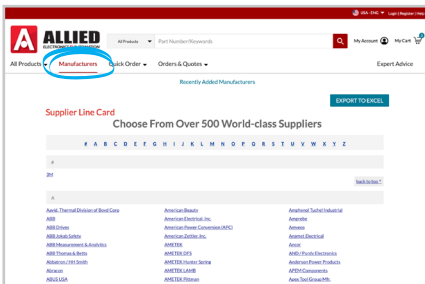 USA - ENG Login | Register | Help
A ALLIED
ELECTRONICS & AUTOMATION
All Products
Part Number/Keywords
My Account
My Cart
0
All Products
Manufacturers
Quick Order
Orders & Quotes
Expert Advice
Recently Added Manufacturers
EXPORT TO EXCEL
Supplier Line Card
Choose From Over 500 World-class Suppliers
# A B C D E F G H I J K L M N O P Q R S T U V W X Y Z
#
3M
back to top ^
A
Aavid, Thermal Division of Boyd Corp American Beauty Amphenol Tuchel Industrial
ABB American Electrical, Inc. Amprobe
ABB Drives American Power Conversion (APC) Amveco
ABB Jokab Safety American Zettler, Inc. Anamet Electrical
ABB Measurement & Analytics AMETEK Ancor
ABB Thomas & Betts AMETEK DFS AND / Purdy Electronics
Abbatron / HH Smith AMETEK Hunter Spring Anderson Power Products
Abracon AMETEK LAMB APEM Components
ABUS USA AMETEK Pittman Apex Tool Group Mfr.